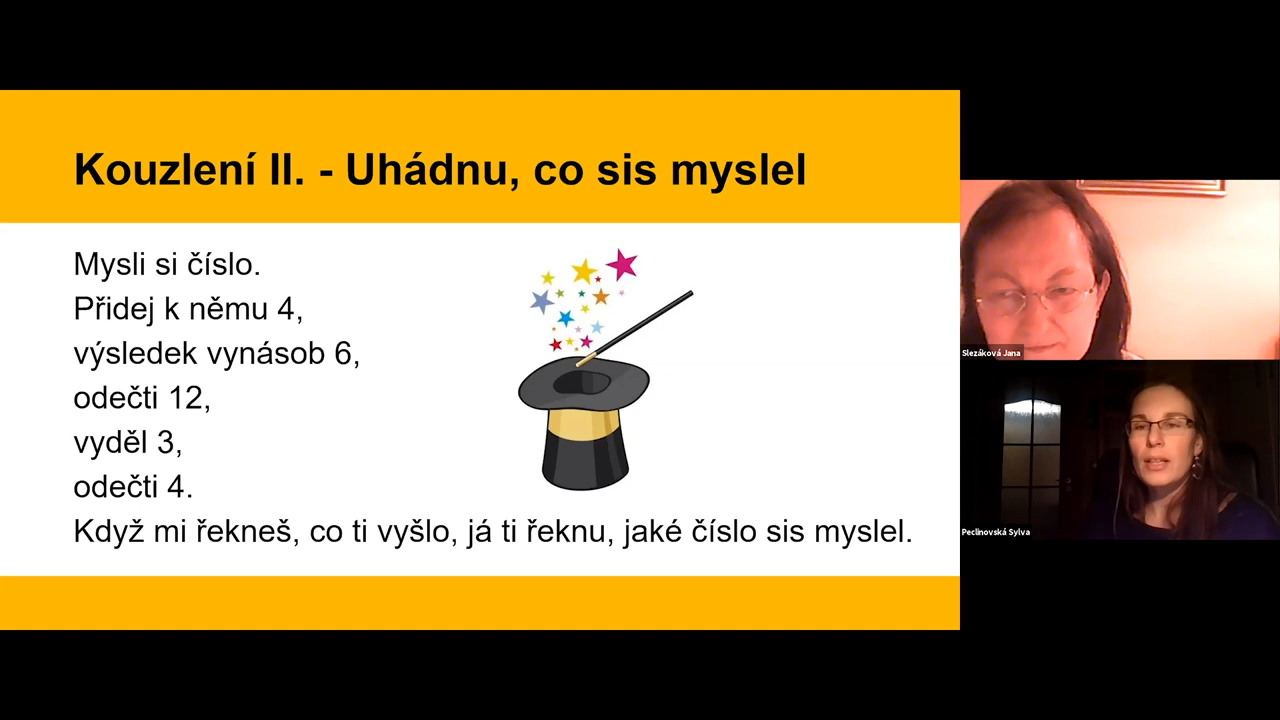 Kouzlení II. - Uhádnu, co sis myslel
Mysli si číslo.
Přidej k němu 4,
výsledek vynásob 6,
odečti 12,
vyděl 3,
odečti 4.
Když mi řekneš, co ti vyšlo, já ti řeknu, jaké číslo sis myslel.
Slezáková Jana
Peclinovská Sylva